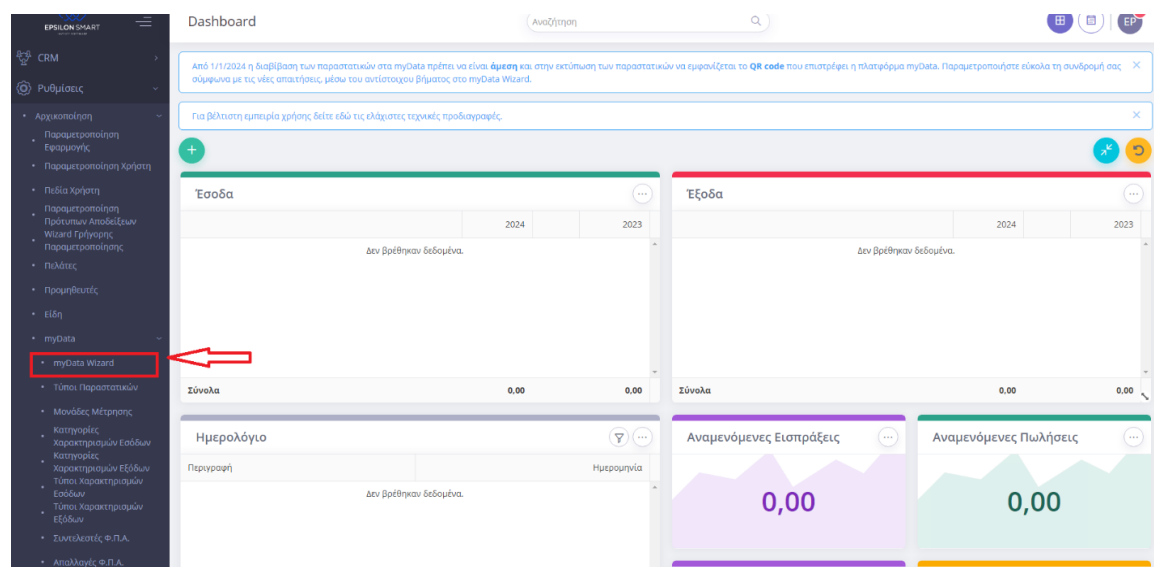 EPSILON SMART
CRM
Ρυθμίσεις
Αρχικοποίηση
Παραμετροποίηση
Εφαρμογής
Παραμετροποίηση Χρήστη
Πεδία Χρήστη
Παραμετροποίηση
Πρότυπων Αποδείξεων
Wizard Γρήγορης
Παραμετροποίησης
Πελάτες
Προμηθευτές
Είδη
myData
myData Wizard
Τύποι Παραστατικών
Μονάδες Μέτρησης
Κατηγορίες
Χαρακτηρισμών Εσόδων
Κατηγορίες
Χαρακτηρισμών Εξόδων
Τύποι Χαρακτηρισμών
Εσόδων
Τύποι Χαρακτηρισμών
Εξόδων
Συντελεστές Φ.Π.Α.
Απαλλαγές Φ.Π.Α.
Dashboard
Αναζήτηση
EP
Από 1/1/2024 η διαβίβαση των παραστατικών στα myData πρέπει να είναι άμεση και στην εκτύπωση των παραστατικών να εμφανίζεται το QR code που επιστρέφει η πλατφόρμα myData. Παραμετροποιήστε εύκολα τη συνδρομή σας
σύμφωνα με τις νέες απαιτήσεις, μέσω του αντίστοιχου βήματος στο myData Wizard.
Για βέλτιστη εμπειρία χρήσης δείτε εδώ τις ελάχιστες τεχνικές προδιαγραφές.
Έσοδα
2024 2023
Δεν βρέθηκαν δεδομένα.
Σύνολα 0,00 0,00
Έξοδα
2024 2023
Δεν βρέθηκαν δεδομένα.
Σύνολα 0,00 0,00
Ημερολόγιο
Περιγραφή Ημερομηνία
Δεν βρέθηκαν δεδομένα.
Αναμενόμενες Εισπράξεις
0,00
Αναμενόμενες Πωλήσεις
0,00